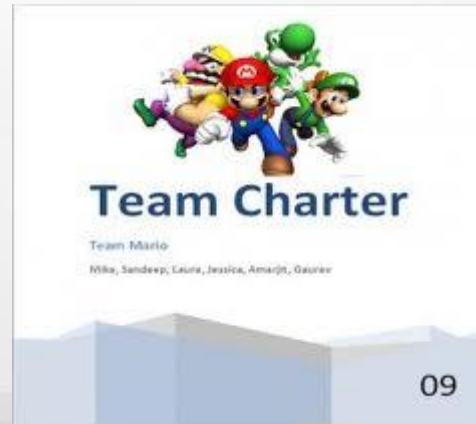 Team Charter
Team Mario
Mike, Sandeep, Laura, Jessica, Amarjit, Gaurav
09